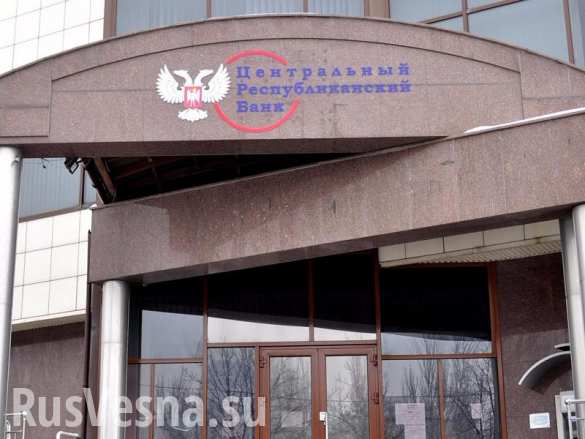 Центральный
Республиканский
Банк
RusVesna.su